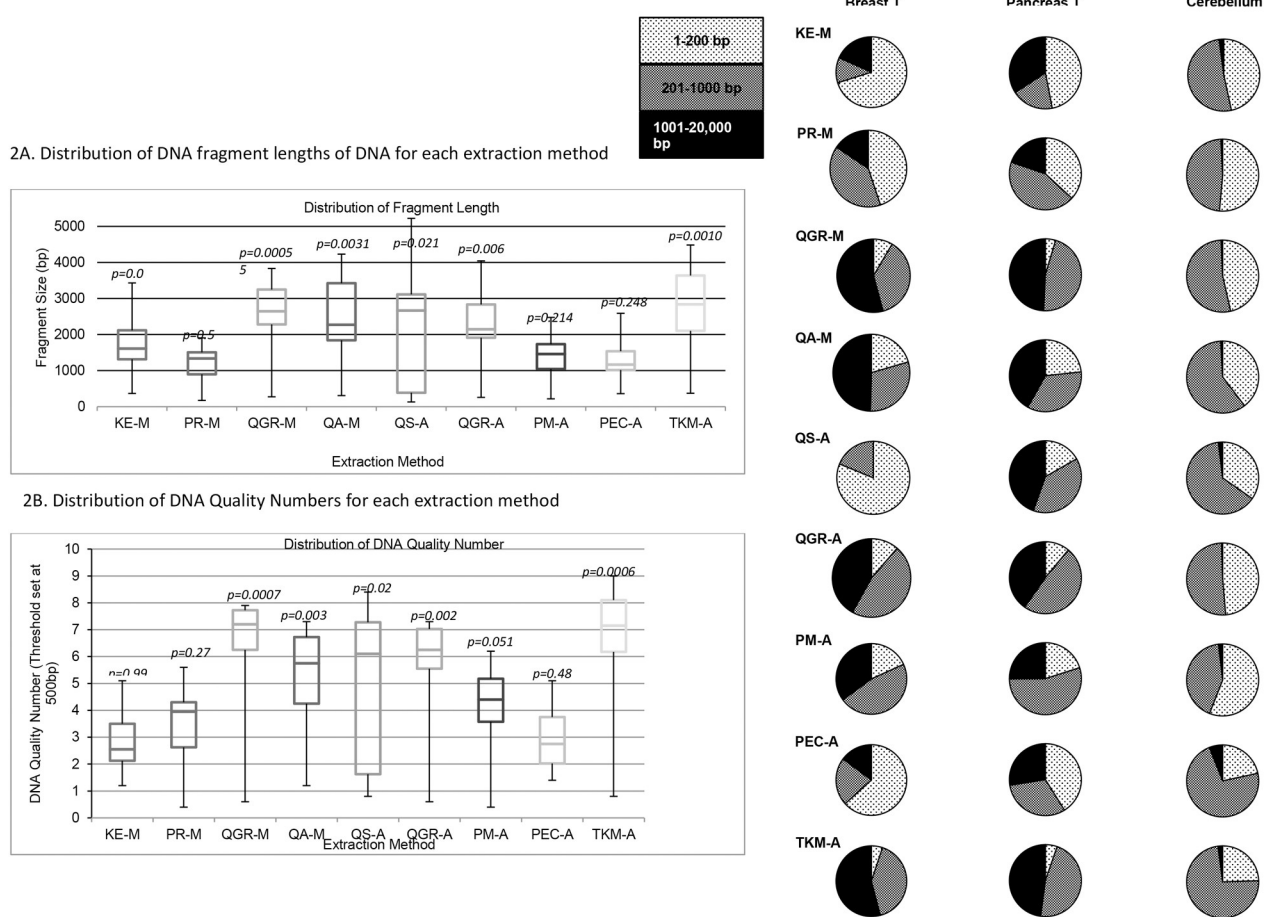 Breast 1
Pancreas 1
Cerebellum
1-200 bp
201-1000 bp
1001-20,000
bp
2A. Distribution of DNA fragment lengths of DNA for each extraction method
Distribution of Fragment Length
Fragment Size (bp)
5000
4000
3000
2000
1000
0
p=0.0
p=0.5
p=0.0005
5
p=0.0031
p=0.021
p=0.006
p=0.214
p=0.248
p=0.0010
KE-M PR-M QGR-M QA-M QS-A QGR-A PM-A PEC-A TKM-A
Extraction Method
2B. Distribution of DNA Quality Numbers for each extraction method
Distribution of DNA Quality Number
DNA Quality Number (Threshold set at
500bp)
10
9
8
7
6
5
4
3
2
1
0
p=0.99
p=0.27
p=0.0007
p=0.003
p=0.02
p=0.002
p=0.051
p=0.48
p=0.0006
KE-M PR-M QGR-M QA-M QS-A QGR-A PM-A PEC-A TKM-A
Extraction Method
KE-M
PR-M
QGR-M
QA-M
QS-A
QGR-A
PM-A
PEC-A
TKM-A